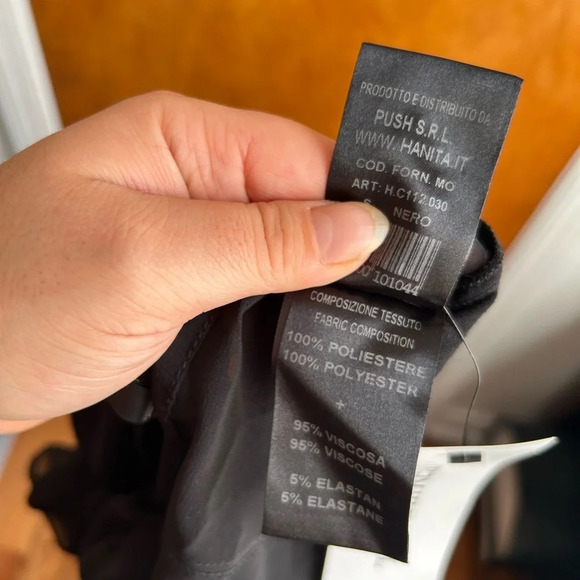 PRODOTTO E DISTRIBUITO DA
PUSH S.R.L
WWW. HANITA.IT
COD. FORN. MO
ART: H.C112.030
NERO
101044
COMPOSIZIONE TESSUTO
FABRIC COMPOSITION
100% POLIESTERE
100% POLYESTER
+
95% VISCOSA
95% VISCOSE
5% ELASTAN
5% ELASTANE